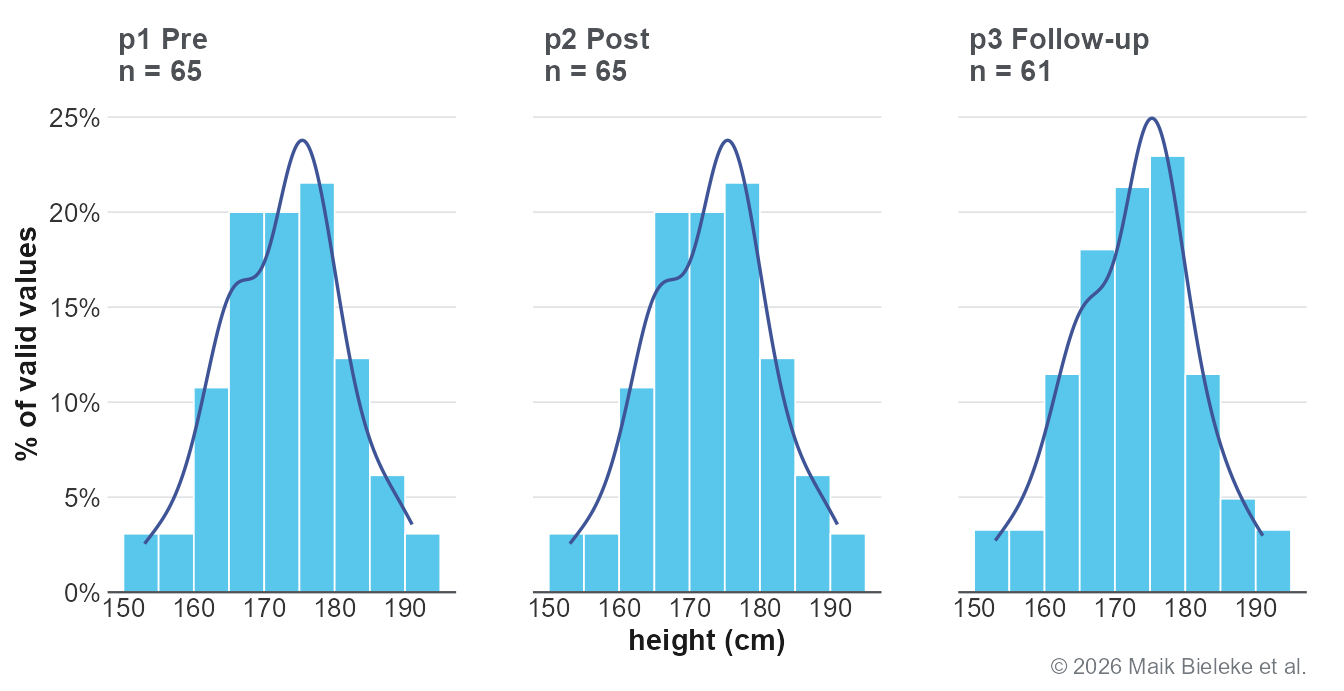 p1 Pre
n = 65
p2 Post
n = 65
p3 Follow-up
n = 61
% of valid values
25%
20%
15%
10%
5%
0%
150 160 170 180 190
150 160 170 180 190
150 160 170 180 190
height (cm)
© 2026 Maik Bieleke et al.